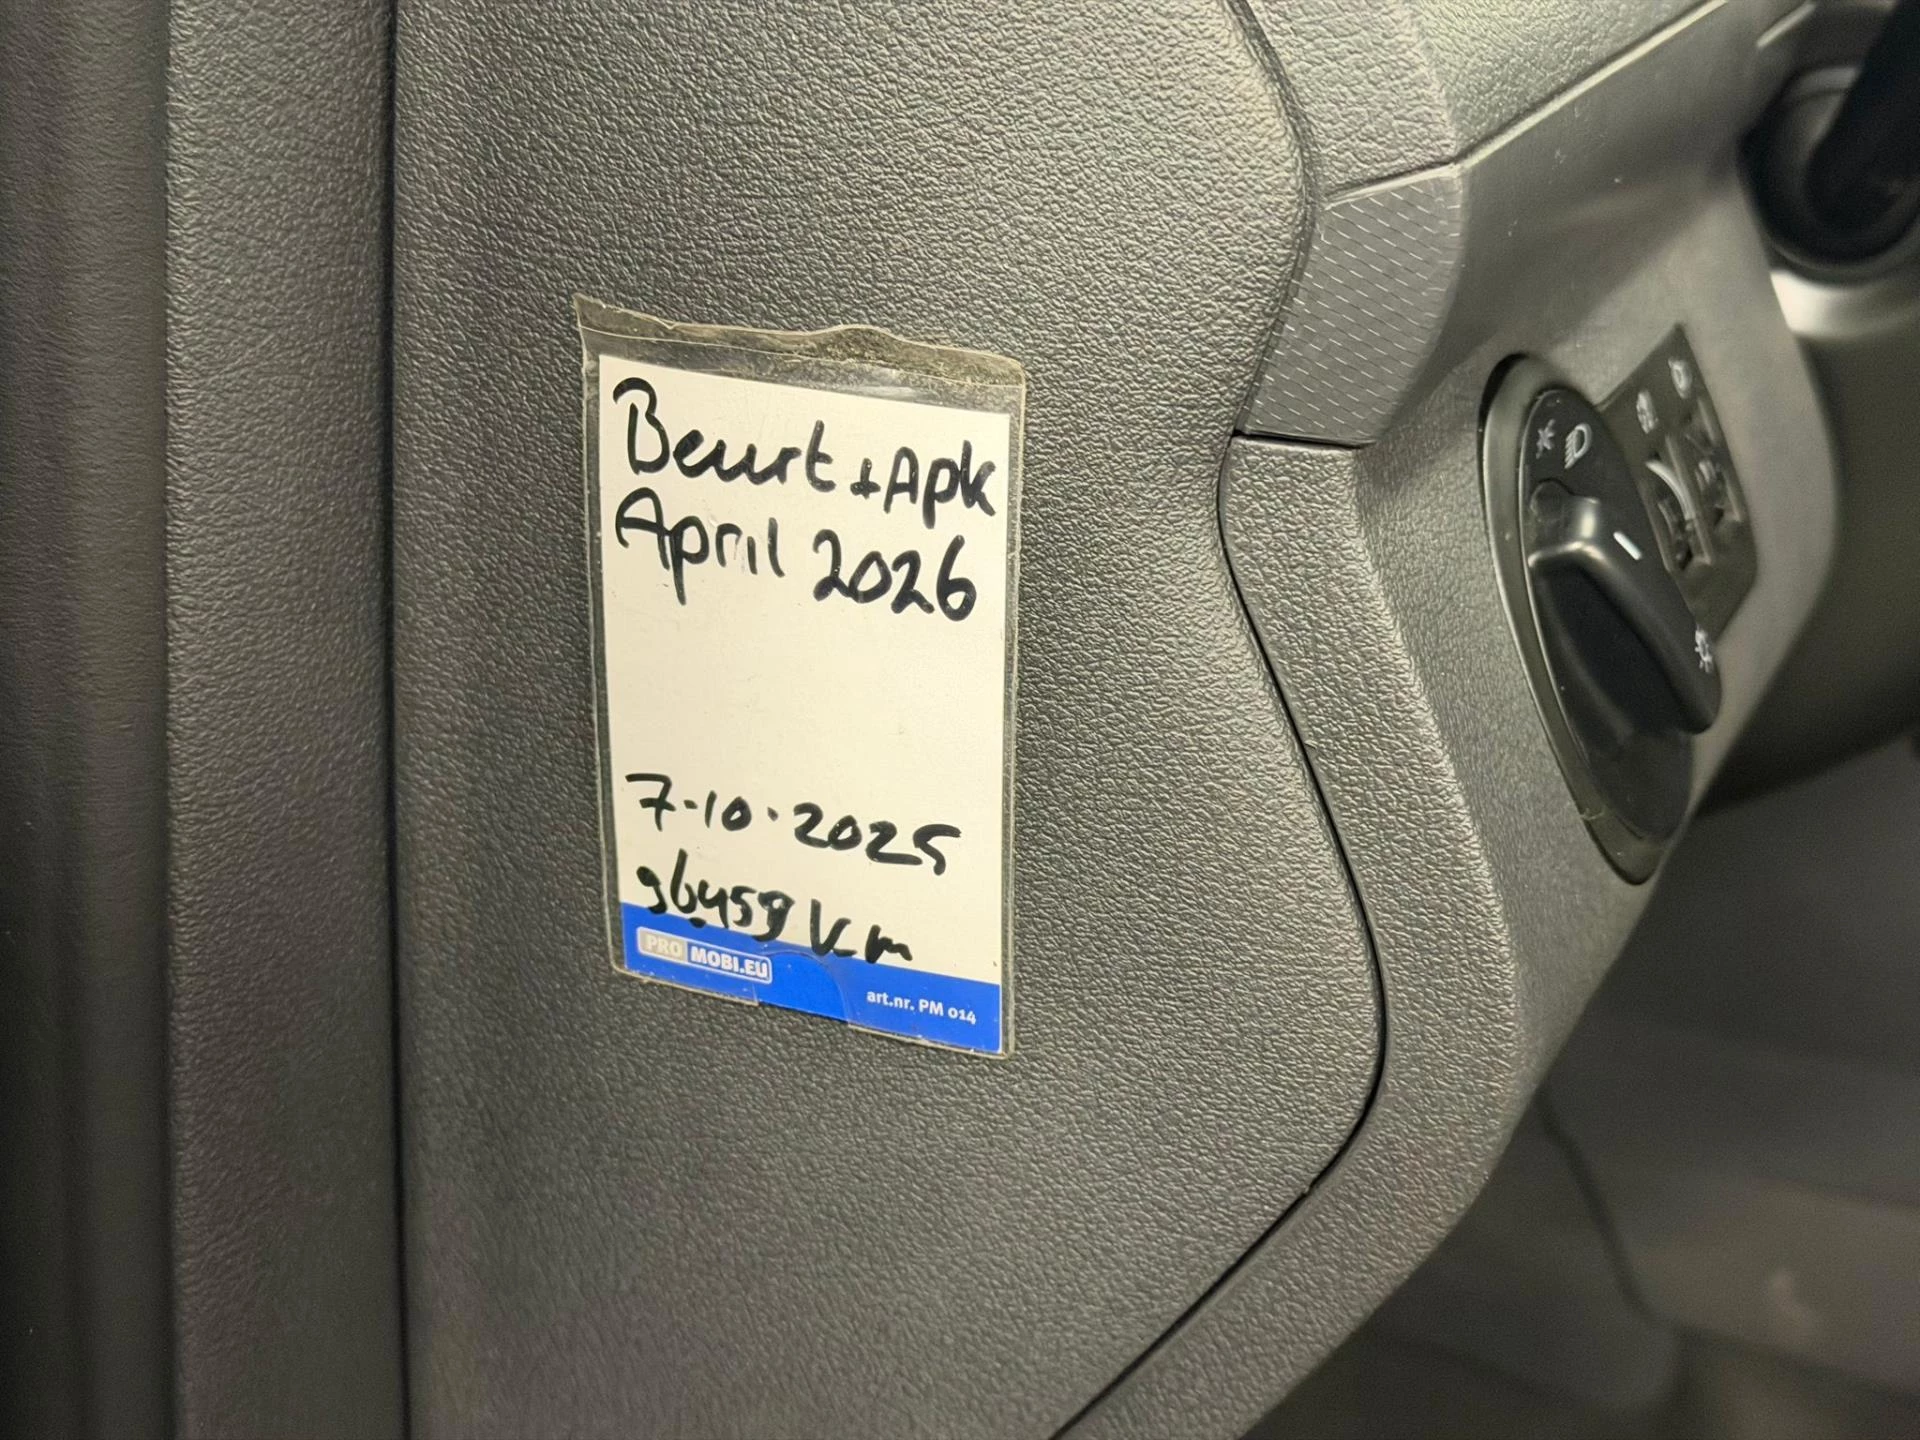 Beurt + Apk
April 2026
7-10-2025
96459 Km
PRO MOBI.EU
art.nr. PM 014